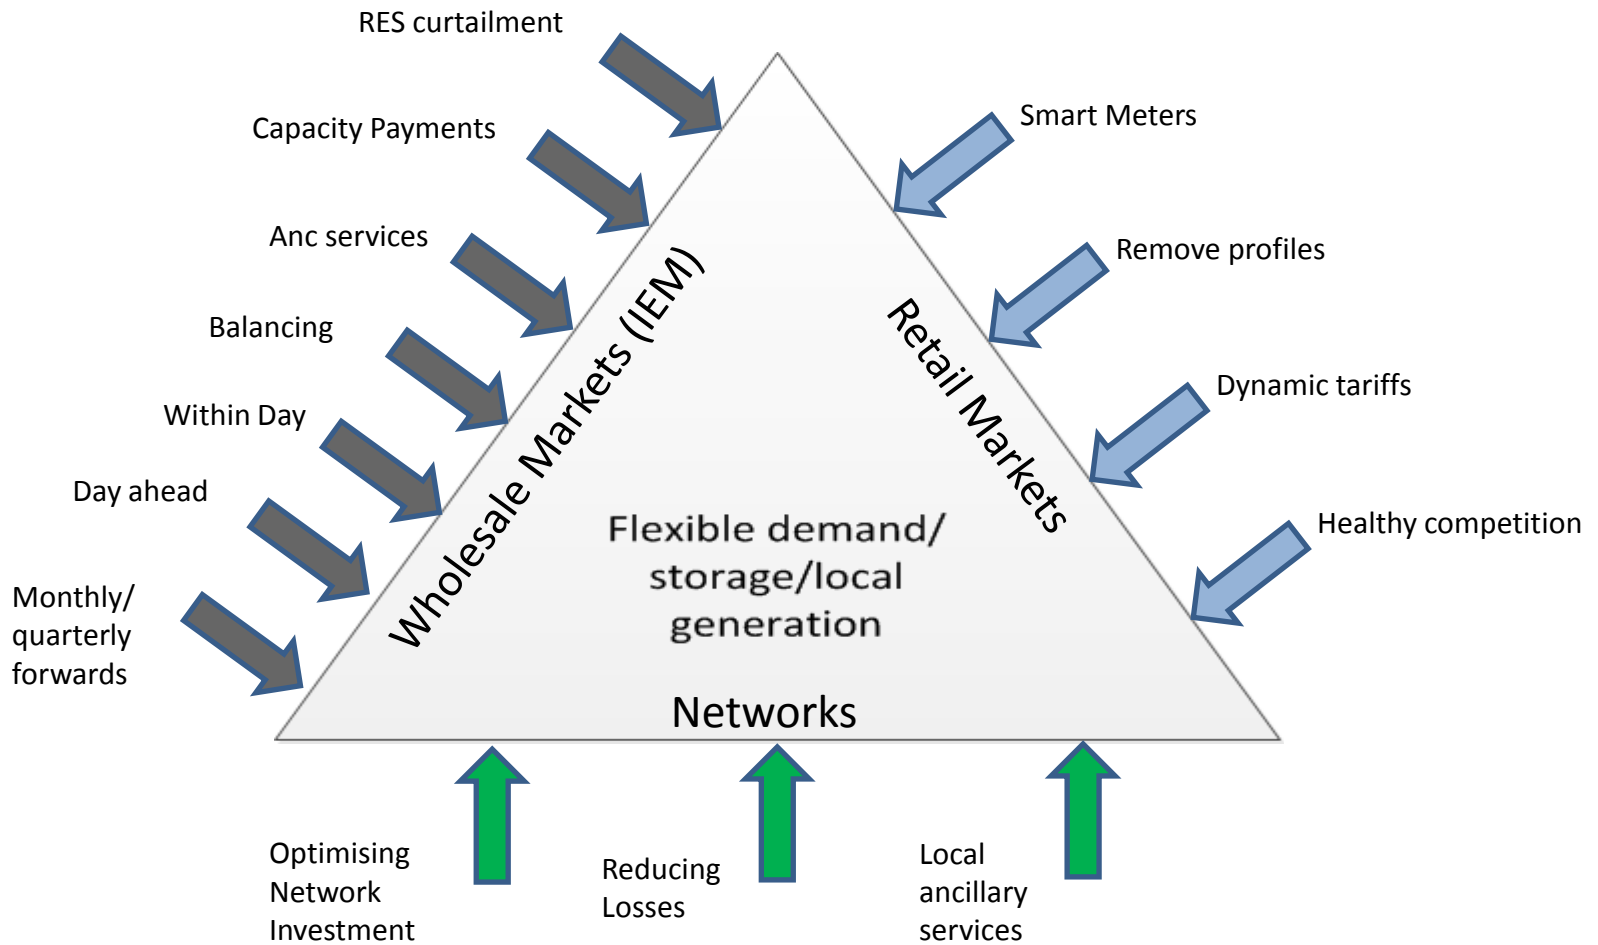 RES curtailment
Capacity Payments
Anc services
Balancing
Within Day
Day ahead
Monthly/
quarterly
forwards
Wholesale Markets (IEM)
Smart Meters
Remove profiles
Dynamic tariffs
Healthy competition
Retail Markets
Flexible demand/
storage/local
generation
Networks
Optimising
Network
Investment
Reducing
Losses
Local
ancillary
services